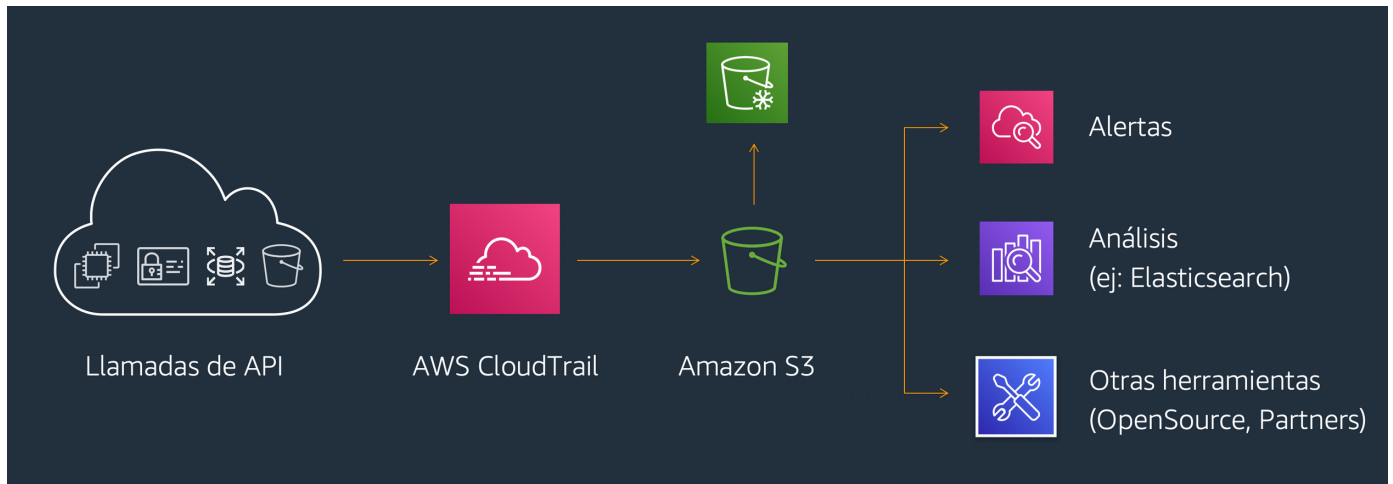 Llamadas de API
AWS CloudTrail
Amazon S3
Alertas
Análisis
(ej: Elasticsearch)
Otras herramientas
(OpenSource, Partners)